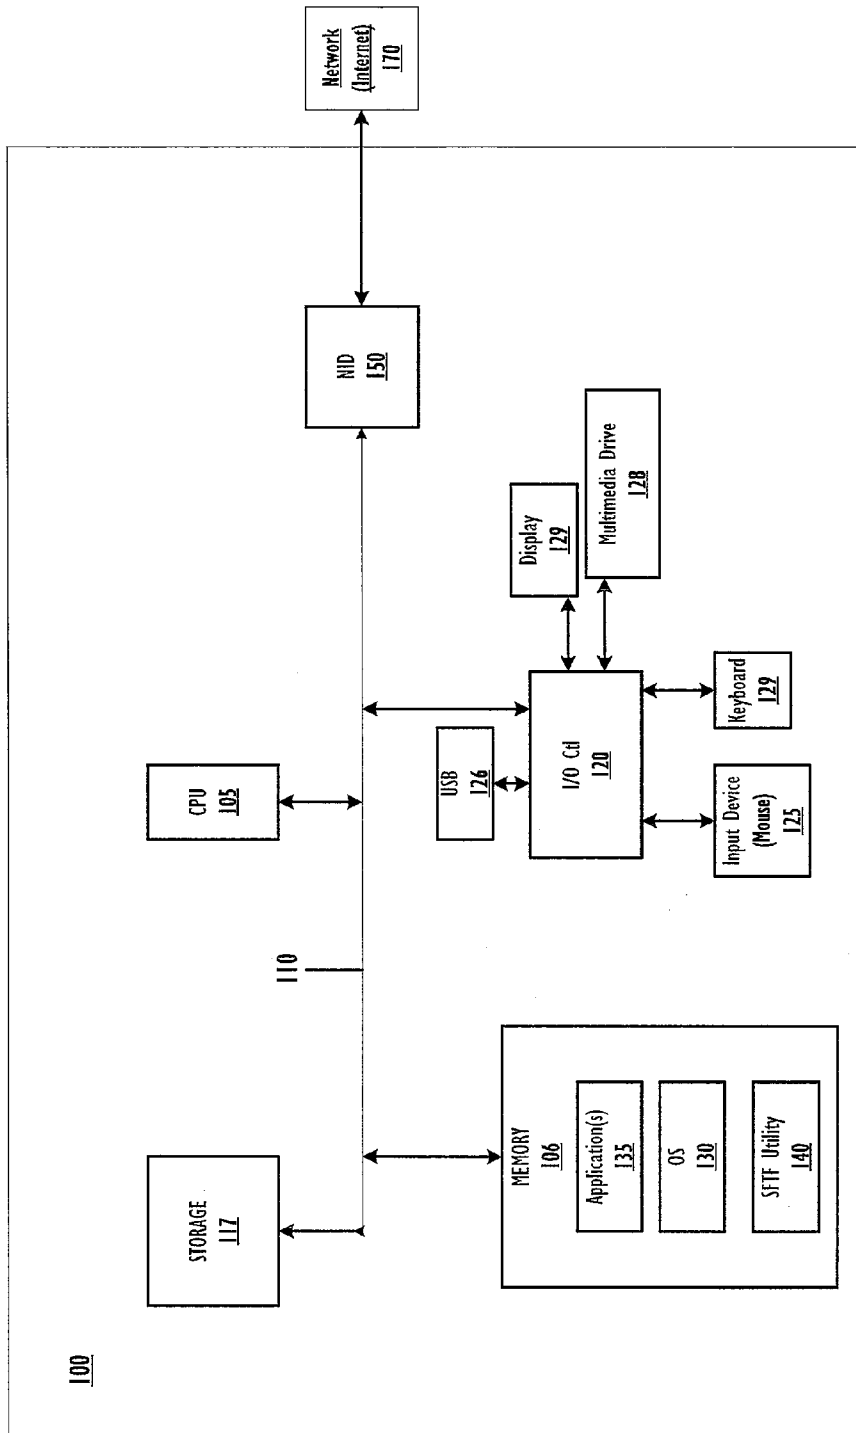 100
STORAGE
117
110
CPU
105
NID
150
Network
(Internet)
170
MEMORY
106
Application(s)
135
OS
130
SFTF Utility
140
USB
126
I/O Ctl
120
Display
129
Multimedia Drive
128
Input Device
(Mouse)
125
Keyboard
129